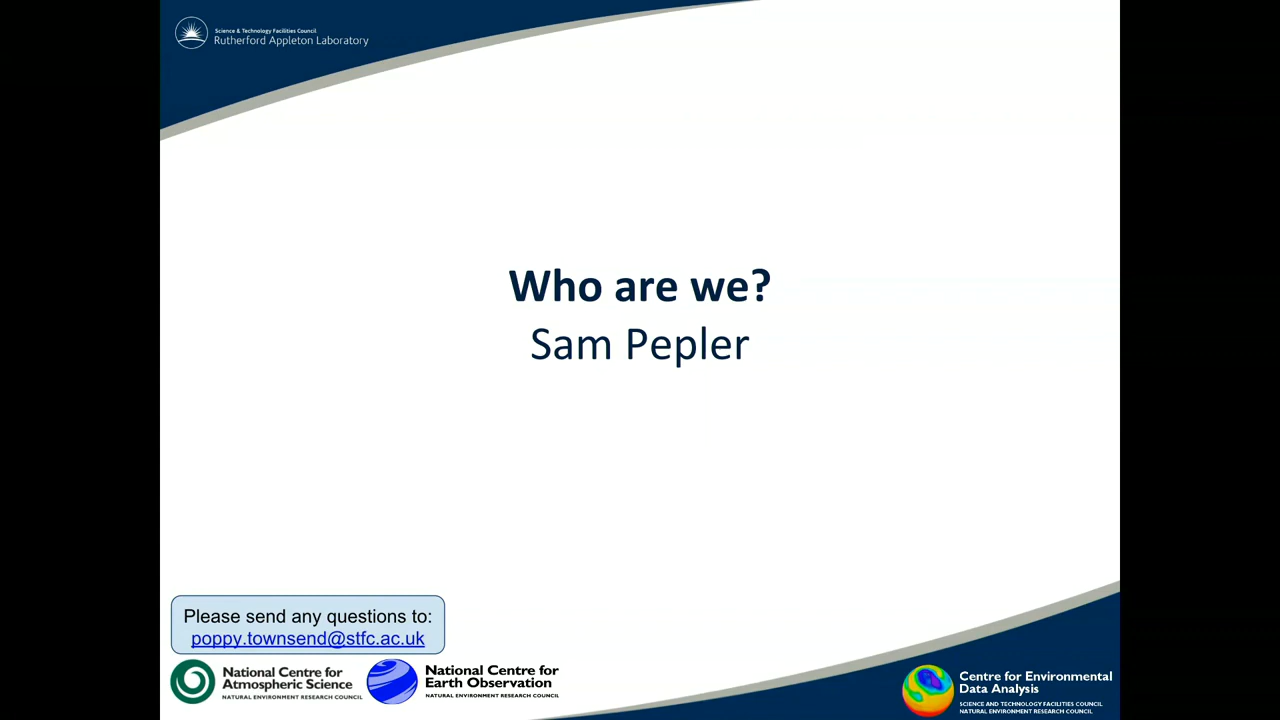 Science & Technology Facilities Council
Rutherford Appleton Laboratory
Who are we?
Sam Pepler
Please send any questions to:
poppy.townsend@stfc.ac.uk
National Centre for
Atmospheric Science
NATURAL ENVIRONMENT RESEARCH COUNCIL
National Centre for
Earth Observation
NATURAL ENVIRONMENT RESEARCH COUNCIL
Centre for Environmental
Data Analysis
SCIENCE AND TECHNOLOGY FACILITIES COUNCIL
NATURAL ENVIRONMENT RESEARCH COUNCIL